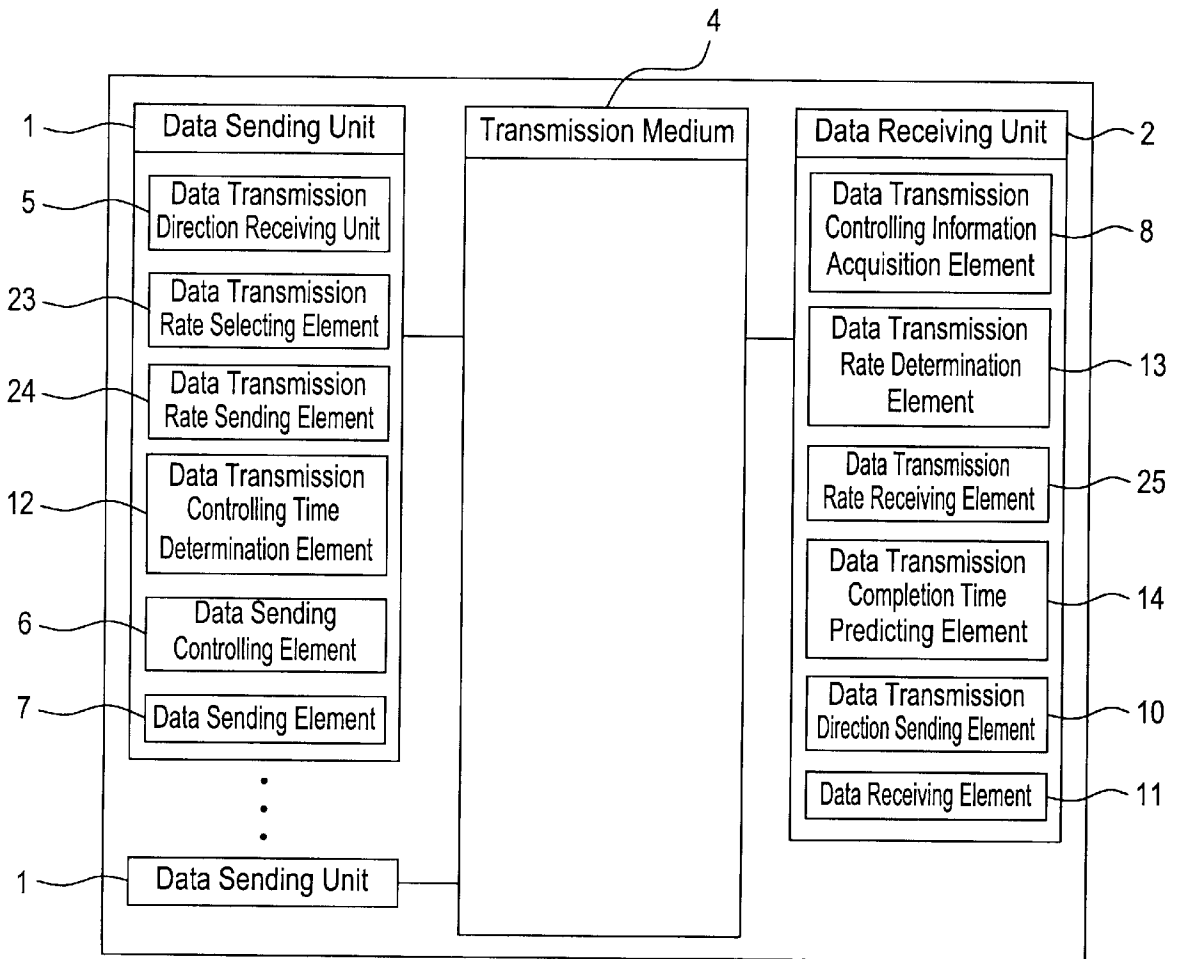 4
1
Data Sending Unit
5
Data Transmission
Direction Receiving Unit
23
Data Transmission
Rate Selecting Element
24
Data Transmission
Rate Sending Element
12
Data Transmission
Controlling Time
Determination Element
6
Data Sending
Controlling Element
7
Data Sending Element
1
Data Sending Unit
Transmission Medium
Data Receiving Unit
2
Data Transmission
Controlling Information
Acquisition Element
8
Data Transmission
Rate Determination
Element
13
Data Transmission
Rate Receiving Element
25
Data Transmission
Completion Time
Predicting Element
14
Data Transmission
Direction Sending Element
10
Data Receiving Element
11